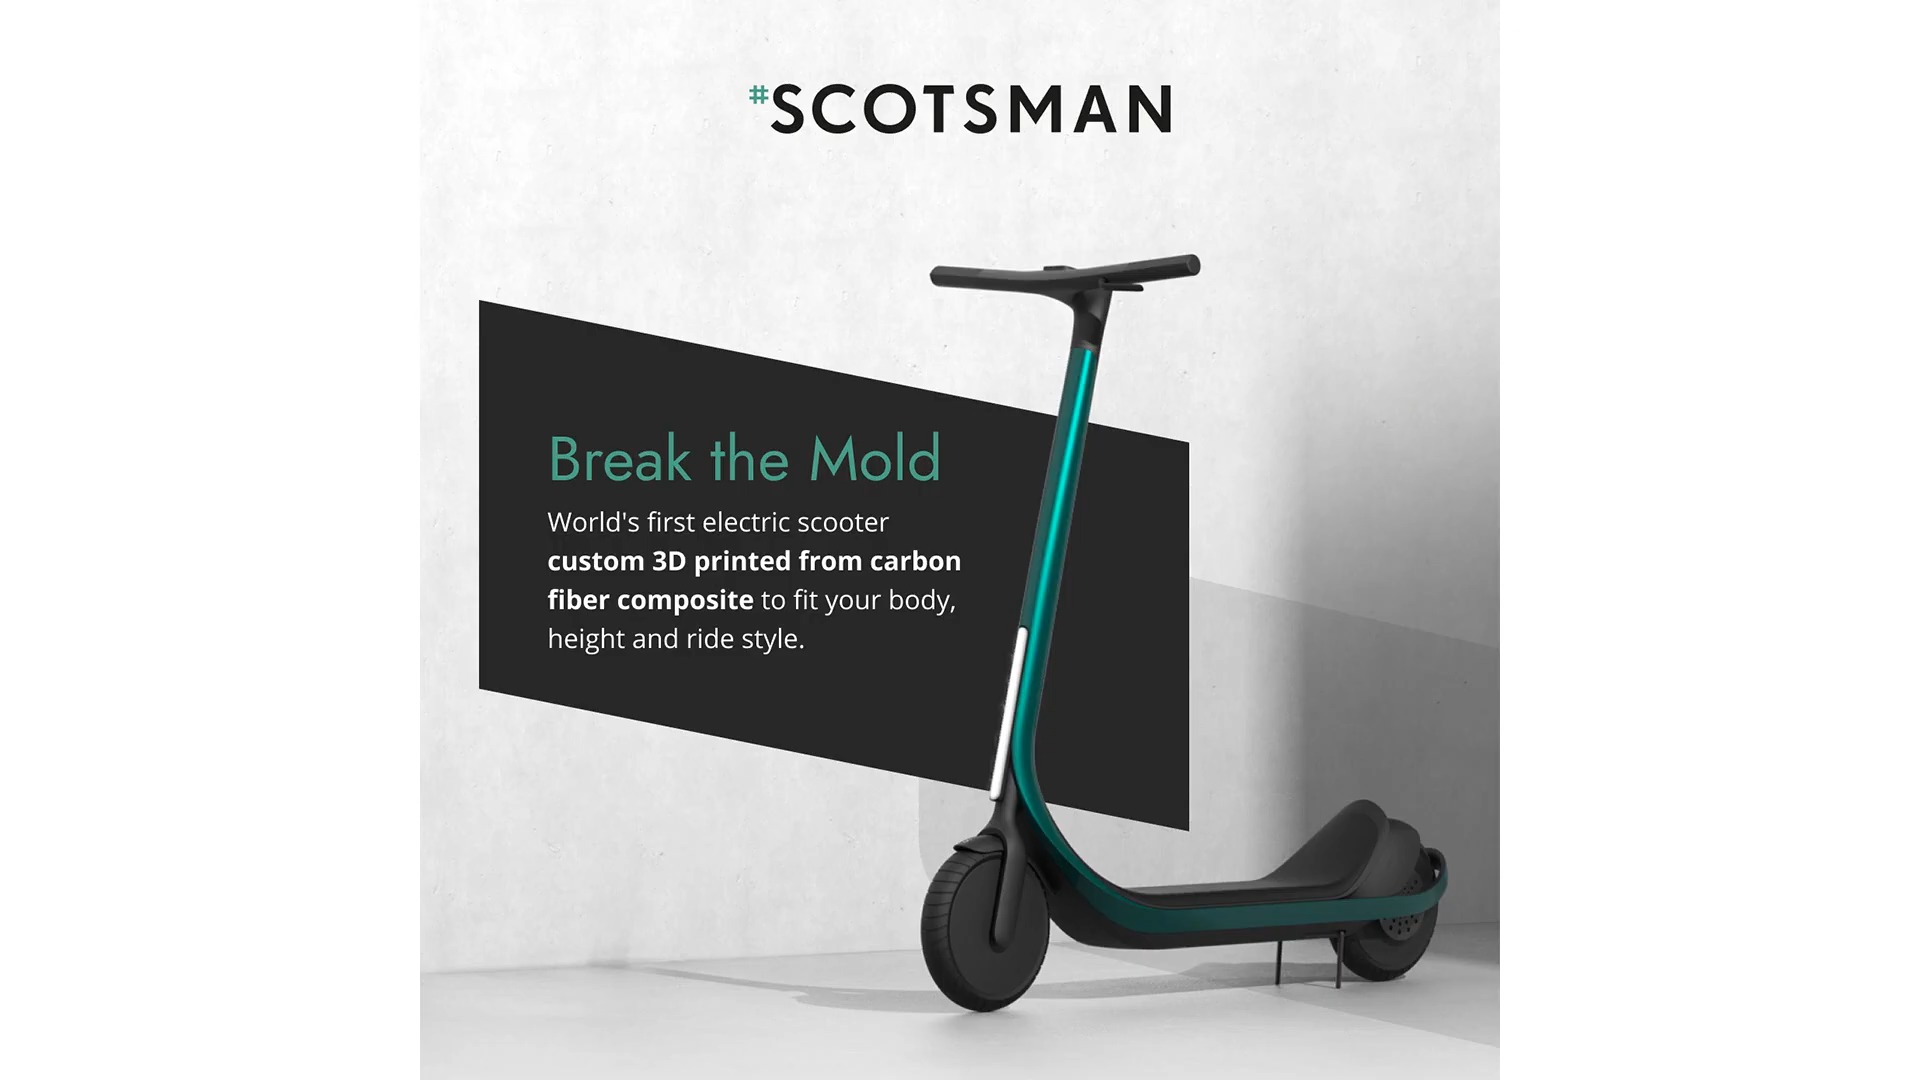 #SCOTSMAN
Break the Mold
World's first electric scooter
custom 3D printed from carbon
fiber composite to fit your body,
height and ride style.